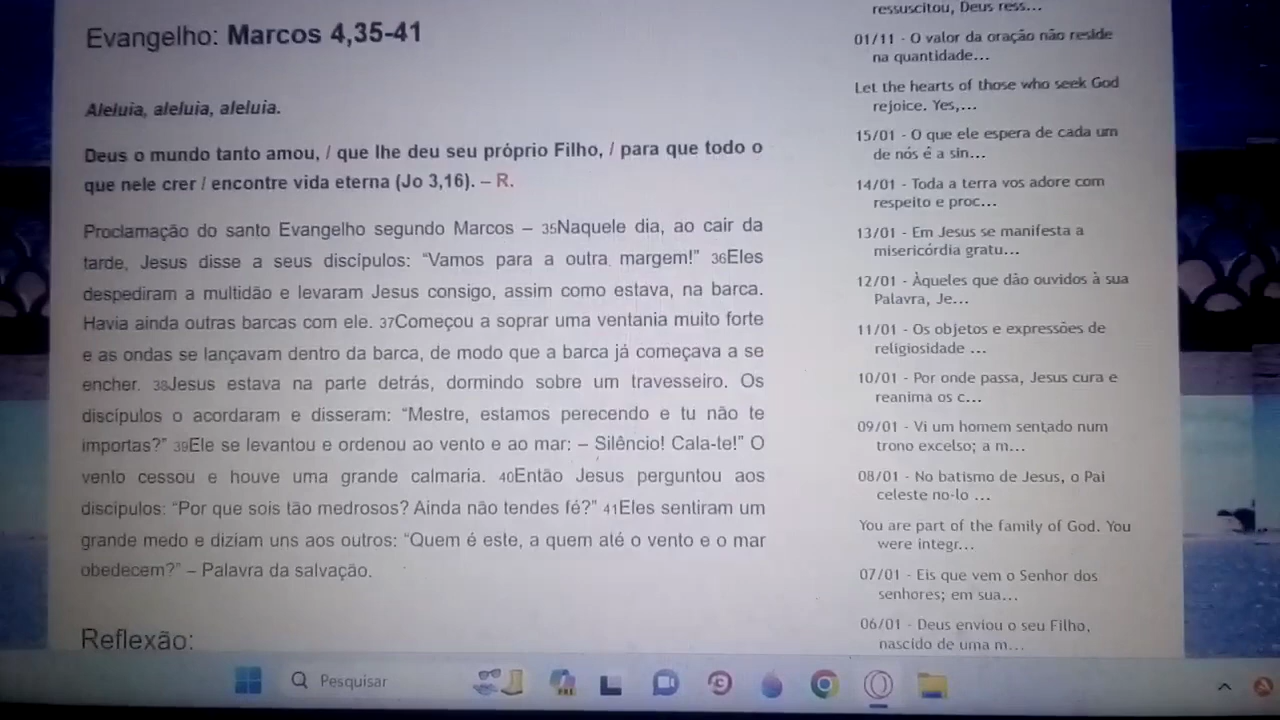 Evangelho: Marcos 4,35-41
Aleluia, aleluia, aleluia.
Deus o mundo tanto amou, / que lhe deu seu próprio Filho, / para que todo o
que nele crer / encontre vida eterna (Jo 3,16). – R.
Proclamação do santo Evangelho segundo Marcos – 35Naquele dia, ao cair da
tarde, Jesus disse a seus discípulos: “Vamos para a outra margem!” 36Eles
despediram a multidão e levaram Jesus consigo, assim como estava, na barca.
Havia ainda outras barcas com ele. 37Começou a soprar uma ventania muito forte
e as ondas se lançavam dentro da barca, de modo que a barca já começava a se
encher. 38Jesus estava na parte detrás, dormindo sobre um travesseiro. Os
discípulos o acordaram e disseram: “Mestre, estamos perecendo e tu não te
importas?” 39Ele se levantou e ordenou ao vento e ao mar: – Silêncio! Cala-te!” O
vento cessou e houve uma grande calmaria. 40Então Jesus perguntou aos
discípulos: “Por que sois tão medrosos? Ainda não tendes fé?” 41Eles sentiram um
grande medo e diziam uns aos outros: “Quem é este, a quem até o vento e o mar
obedecem?” – Palavra da salvação.
Reflexão:
ressuscitou, Deus ress...
01/11 - O valor da oração não reside
na quantidade...
Let the hearts of those who seek God
rejoice. Yes,...
15/01 - O que ele espera de cada um
de nós é a sin...
14/01 - Toda a terra vos adore com
respeito e proc...
13/01 - Em Jesus se manifesta a
misericórdia gratu...
12/01 - Àqueles que dão ouvidos à sua
Palavra, Je...
11/01 - Os objetos e expressões de
religiosidade ...
10/01 - Por onde passa, Jesus cura e
reanima os c...
09/01 - Vi um homem sentado num
trono excelso; a m...
08/01 - No batismo de Jesus, o Pai
celeste no-lo ...
You are part of the family of God. You
were integr...
07/01 - Eis que vem o Senhor dos
senhores; em sua...
06/01 - Deus enviou o seu Filho,
nascido de uma m...
Pesquisar